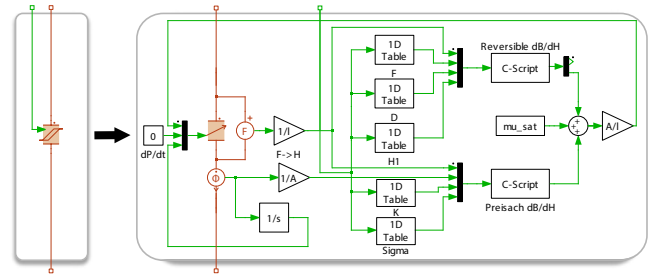 Reversible dB/dH
1D
Table
F
C-Script
1D
Table
D
0
dP/dt
F
1/I
F->H
1D
Table
H1
mu_sat
+
+
+
A/I
Φ
1/A
1D
Table
K
C-Script
Preisach dB/dH
1/s
1D
Table
Sigma